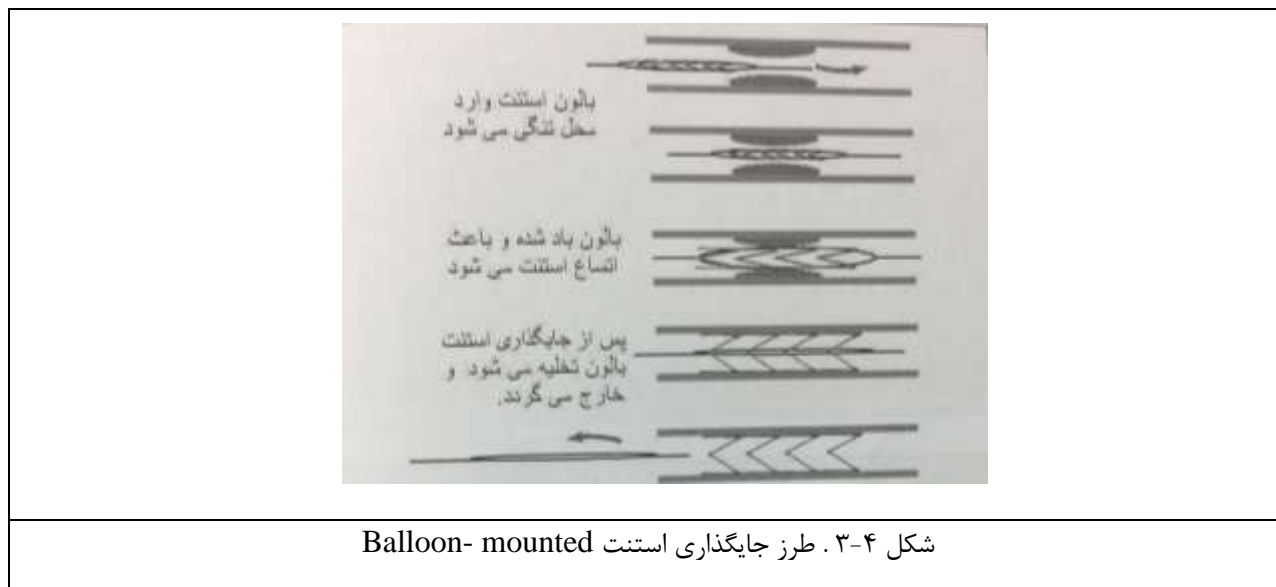 بالون استنت وارد
محل تنگی می شود
بالون باد شده و باعث
اتساع استنت می شود
پس از جایگذاری استنت
بالون تخلیه می شود و
خارج می گرند.
شکل ۴-۳ . طرز جایگذاری استنت Balloon- mounted